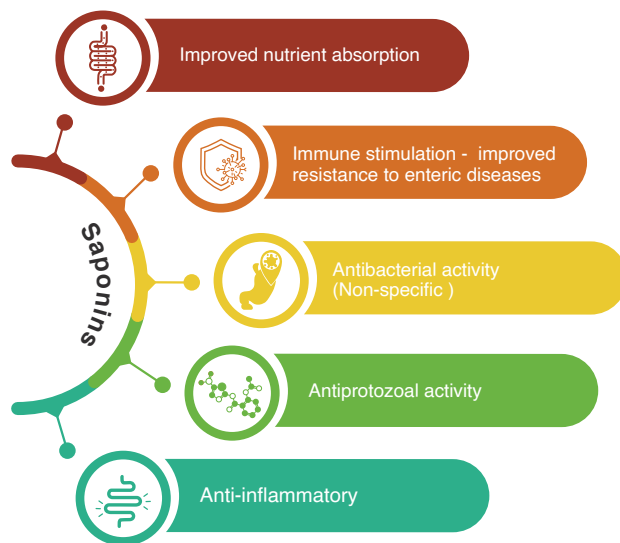 Improved nutrient absorption
Immune stimulation -  improved
resistance to enteric diseases
Saponins
Antibacterial activity
(Non-specific )
Antiprotozoal activity
Anti-inflammatory